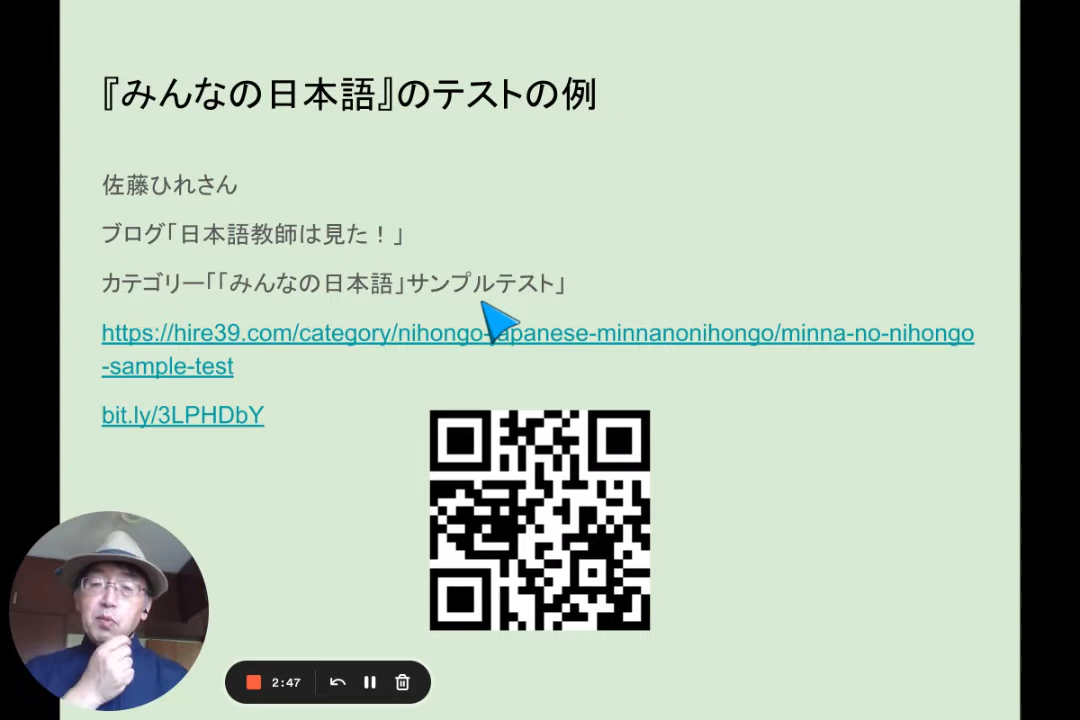 『みんなの日本語』のテストの例
佐藤ひれさん
ブログ「日本語教師は見た！」
カテゴリー「「みんなの日本語」サンプルテスト」
https://hire39.com/category/nihongo-japanese-minnanonihongo/minna-no-nihongo
-sample-test
bit.ly/3LPHDbY
2:47